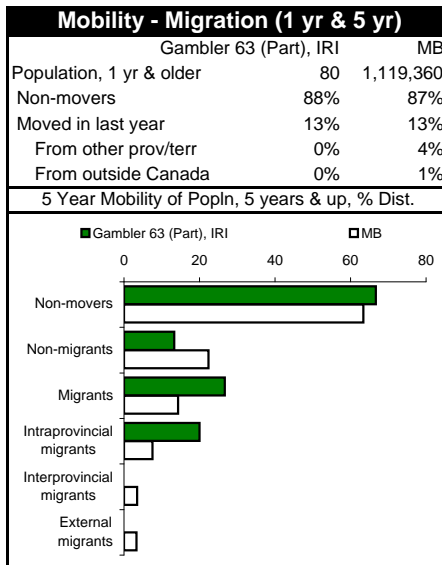 Mobility - Migration (1 yr & 5 yr)
Gambler 63 (Part), IRI MB
Population, 1 yr & older 80 1,119,360
Non-movers 88% 87%
Moved in last year 13% 13%
From other prov/terr 0% 4%
From outside Canada 0% 1%
5 Year Mobility of Popln, 5 years & up, % Dist.
Gambler 63 (Part), IRI MB
0 20 40 60 80
Non-movers
Non-migrants
Migrants
Intraprovincial
migrants
Interprovincial
migrants
External
migrants